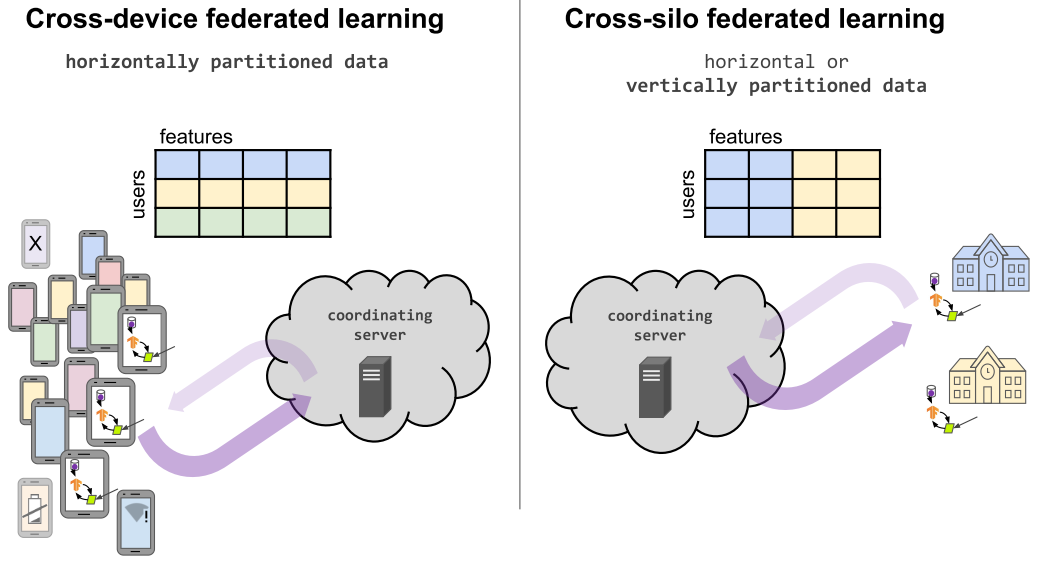 Cross-device federated learning
horizontally partitioned data
features
users
X
coordinating
server
!
Cross-silo federated learning
horizontal or
vertically partitioned data
features
users
coordinating
server